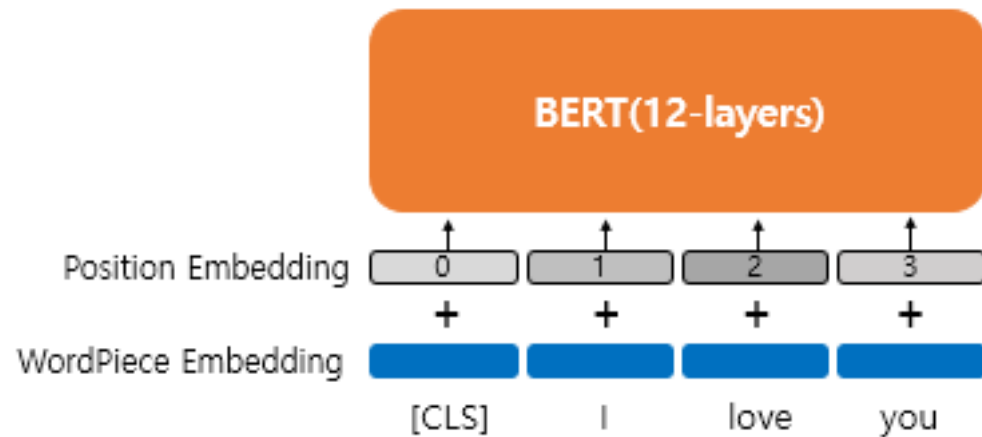 BERT(12-layers)
Position Embedding 0 1 2 3
+ + + +
WordPiece Embedding
[CLS] I love you